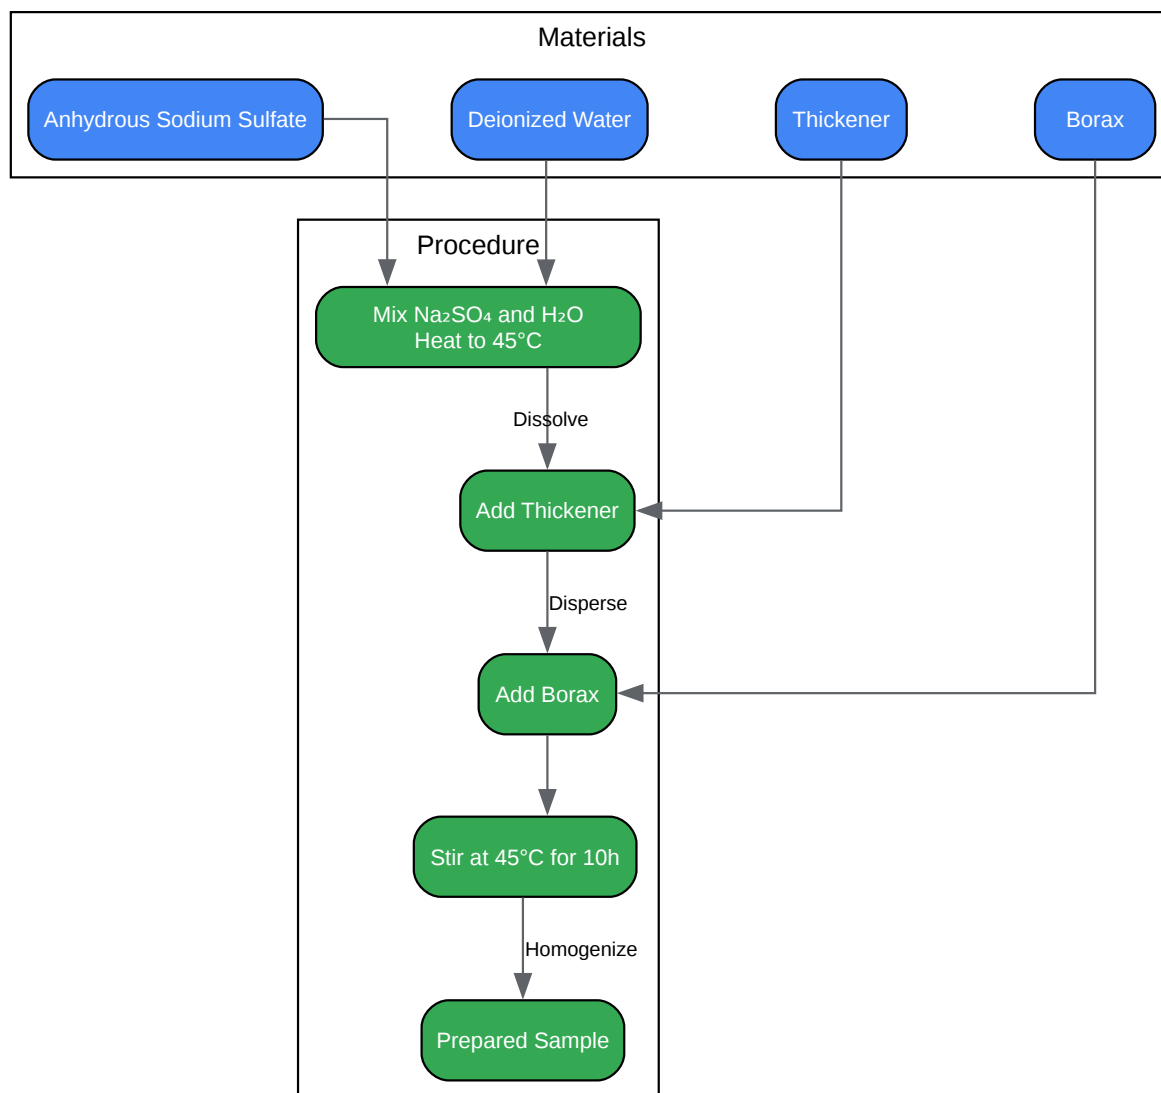 Materials
Anhydrous Sodium Sulfate
Deionized Water
Thickener
Borax
Procedure
Mix Na₂SO₄ and H₂O
Heat to 45°C
Dissolve
Add Thickener
Disperse
Add Borax
Stir at 45°C for 10h
Homogenize
Prepared Sample